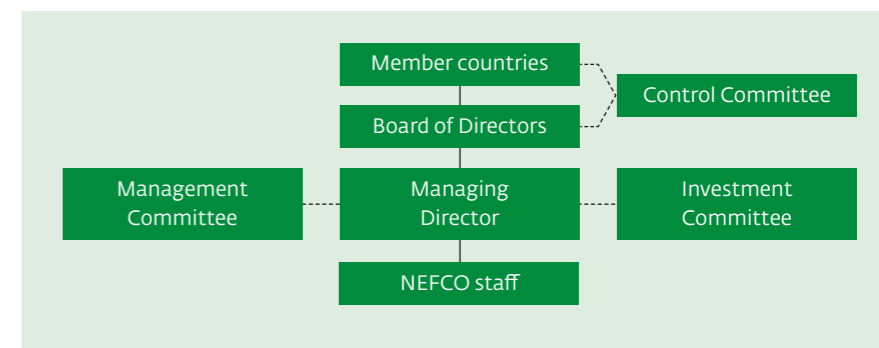 Member countries
Control Committee
Board of Directors
Management
Committee
Managing
Director
Investment
Committee
NEFCO staff